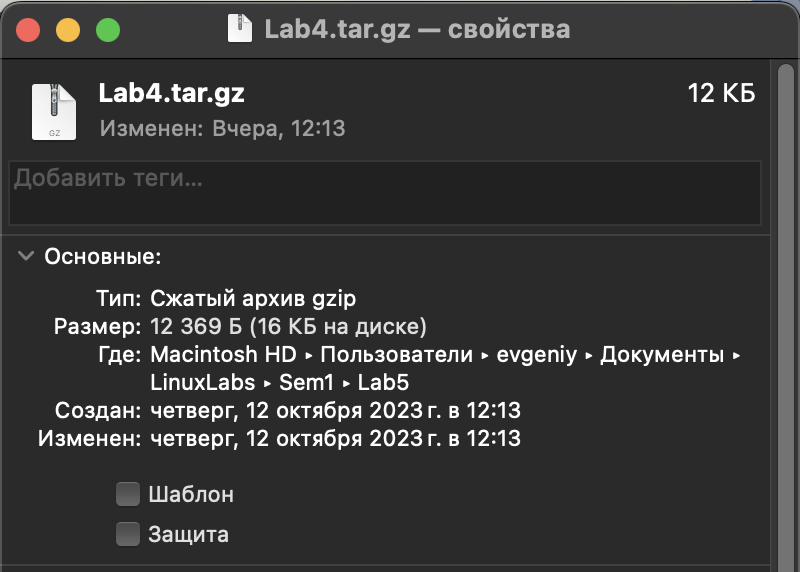 Lab4.tar.gz — свойства
Lab4.tar.gz 12 КБ
Изменен: Вчера, 12:13
GZ
Добавить теги...
Основные:
Тип: Сжатый архив gzip
Размер: 12 369 Б (16 КБ на диске)
Где: Macintosh HD ▸ Пользователи ▸ evgeniy ▸ Документы ▸
LinuxLabs ▸ Sem1 ▸ Lab5
Создан: четверг, 12 октября 2023 г. в 12:13
Изменен: четверг, 12 октября 2023 г. в 12:13
Шаблон
Защита